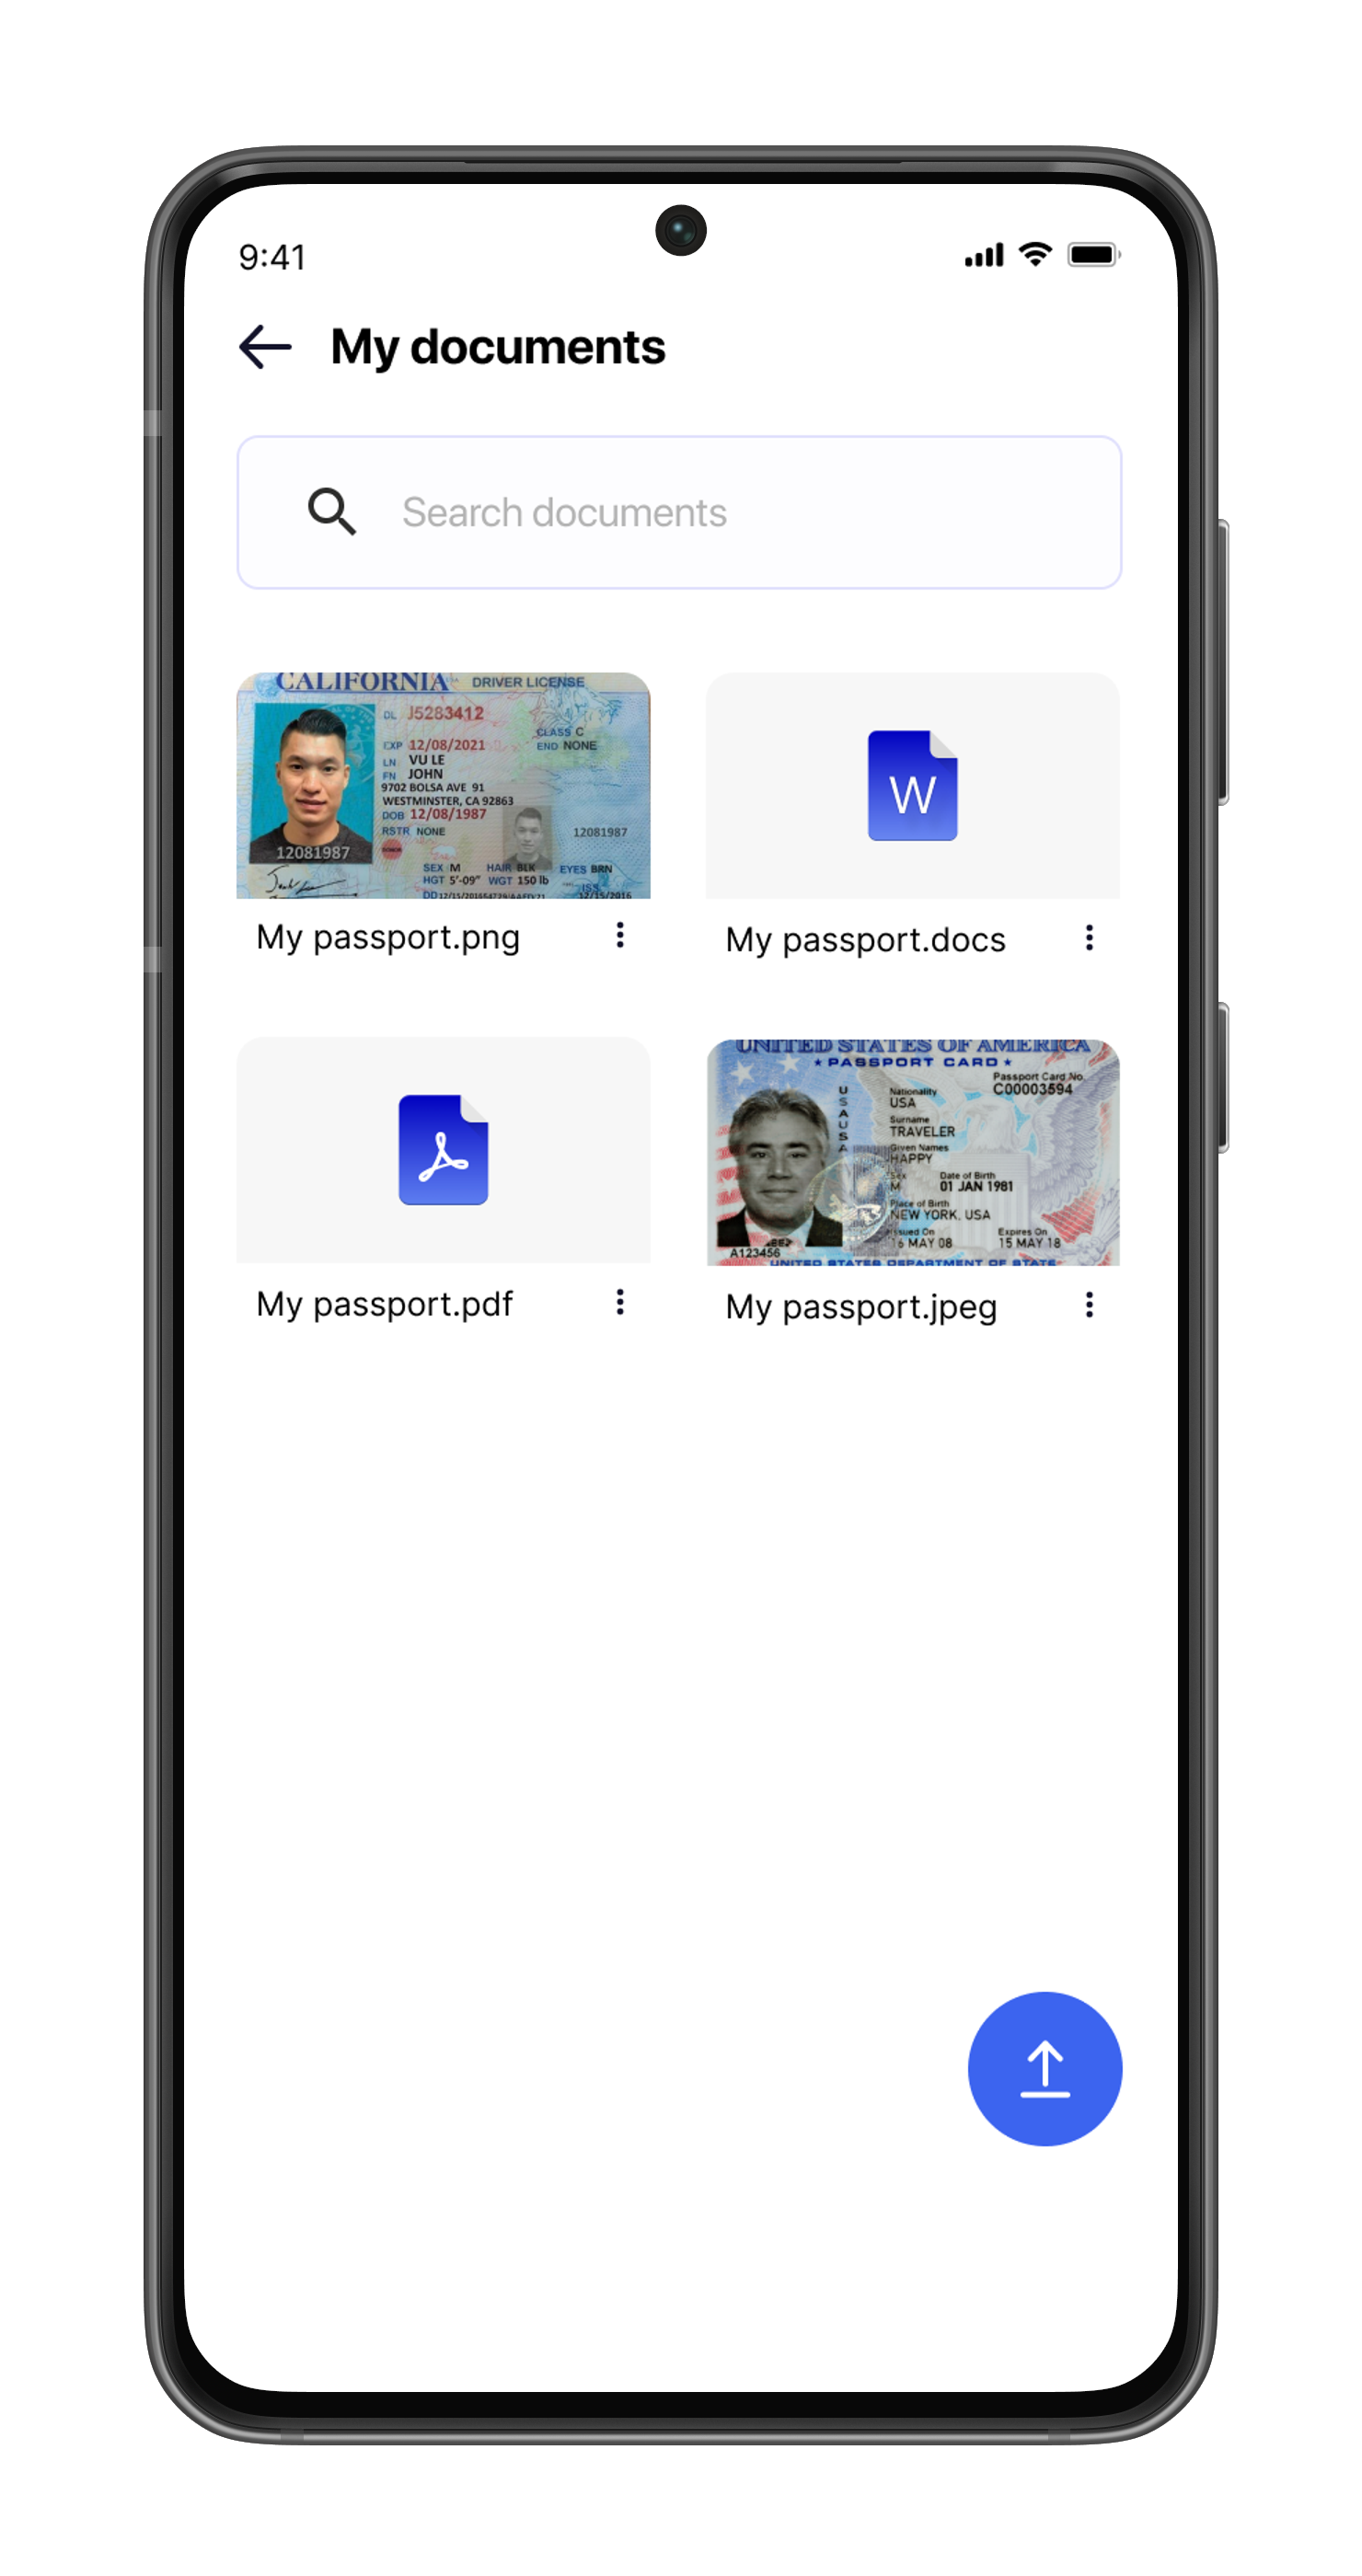 9:41
My documents
Search documents
CALIFORNIA DRIVER LICENSE
DL J5283412
CLASS C
EXP 12/08/2021
END NONE
LN VU LE
FN JOHN
9702 BOLSA AVE 91
WESTMINSTER, CA 92863
DOB 12/08/1987
RSTR NONE
12081987
12081987
SEX M HAIR BLK EYES BRN
HGT 5'-09" WGT 150 lb
ISS
DD 12/15/2016
12/15/2016
My passport.png
W
My passport.docs
My passport.pdf
UNITED STATES OF AMERICA
★ PASSPORT CARD ★
USAUSA
Passport Card No.
C00003594
Nationality
USA
Surname
TRAVELER
Given Names
HAPPY
Sex
M
Date of Birth
01 JAN 1981
Place of Birth
NEW YORK, USA
Issued On
16 MAY 08
Expires On
15 MAY 18
A123456
UNITED STATES DEPARTMENT OF STATE
My passport.jpeg